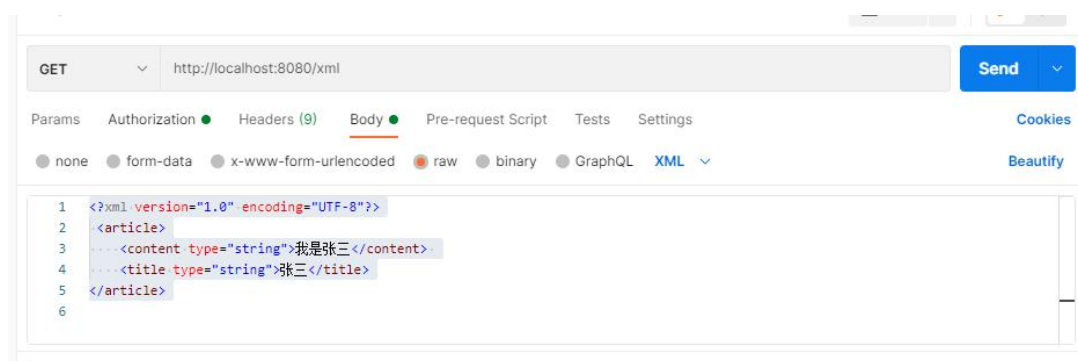 GET http://localhost:8080/xml Send
Params Authorization Headers (9) Body Pre-request Script Tests Settings Cookies
none form-data x-www-form-urlencoded raw binary GraphQL XML Beautify
1 <?xml version="1.0" encoding="UTF-8"?>
2 <article>
3 <content type="string">我是张三</content>
4 <title type="string">张三</title>
5 </article>
6